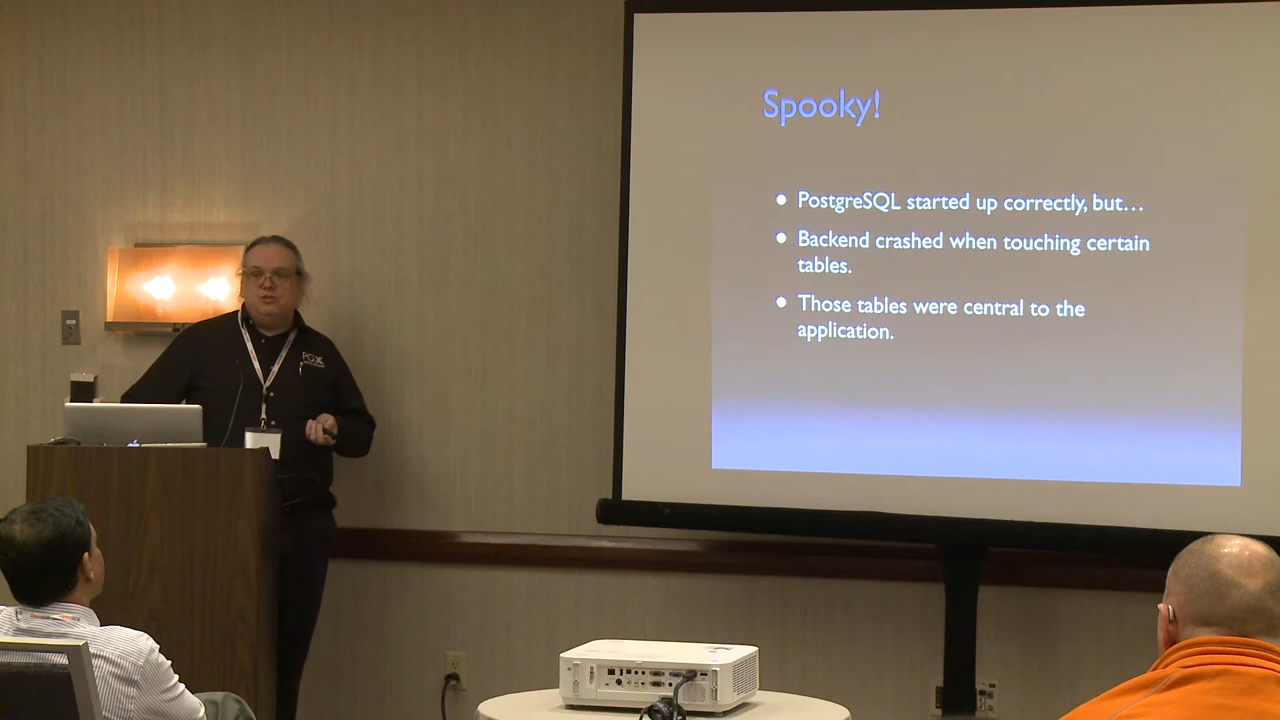 Spooky!
PostgreSQL started up correctly, but…
Backend crashed when touching certain
tables.
Those tables were central to the
application.
PGX